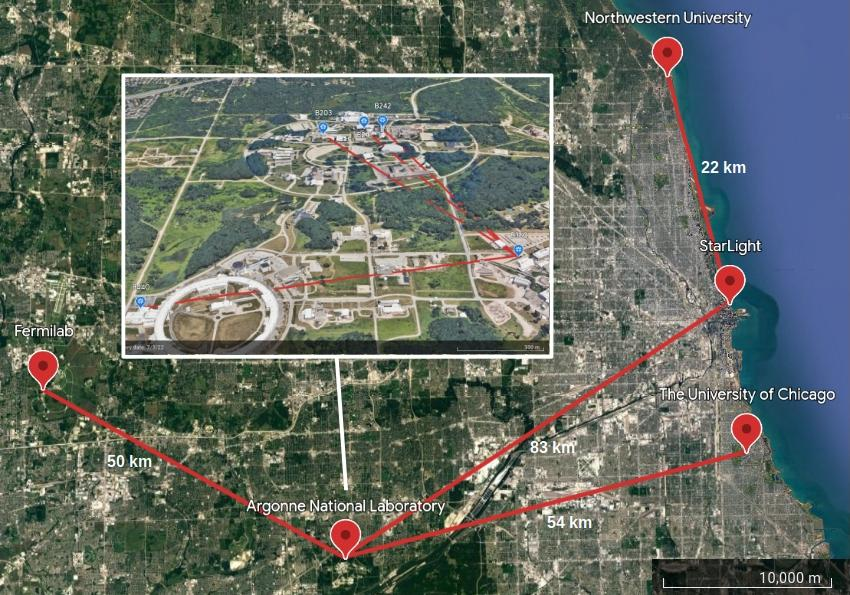 Northwestern University
22 km
StarLight
B242
B203
B240
300 m
Fermilab
The University of Chicago
83 km
50 km
Argonne National Laboratory
54 km
10,000 m